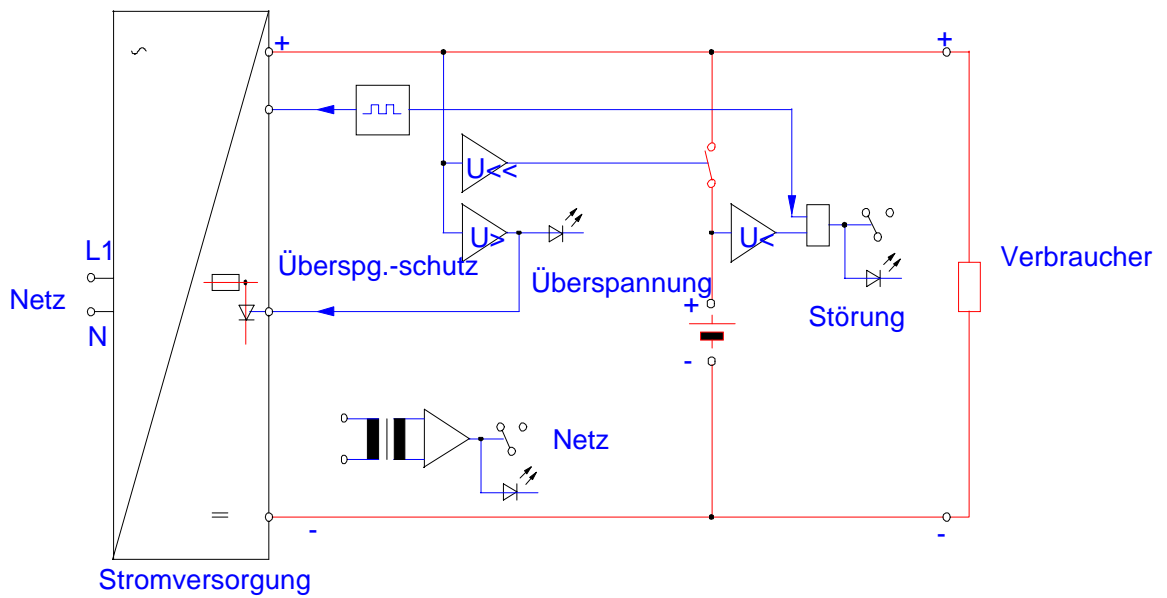 +
+
U<<
U>
U<
L1
Netz
N
Überspg.-schutz
Überspannung
Verbraucher
+
-
Störung
Netz
-
-
Stromversorgung